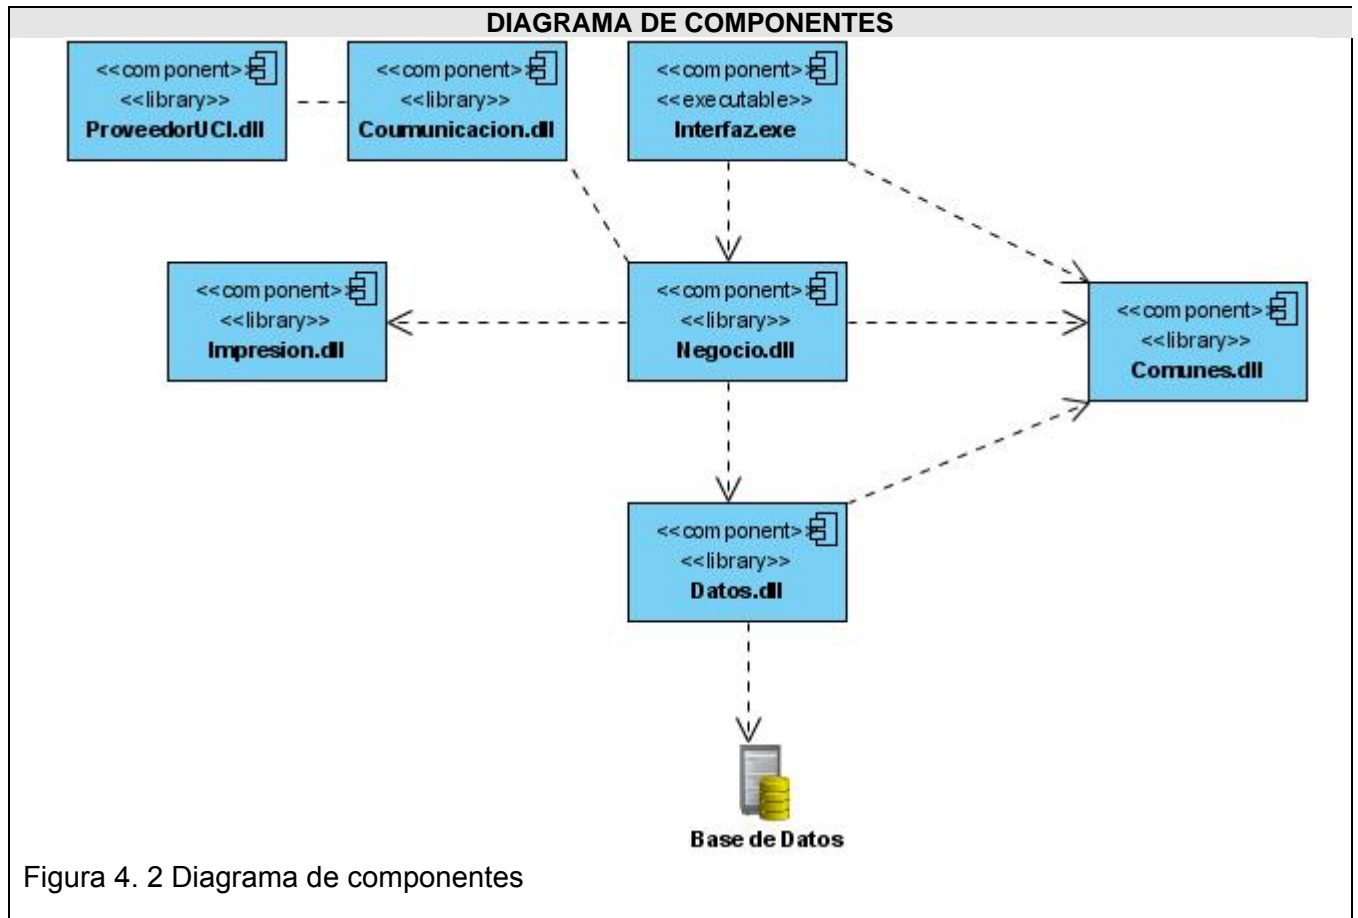 DIAGRAMA DE COMPONENTES
<<component>>
<<library>>
ProveedorUCI.dll
<<component>>
<<library>>
Coumunicacion.dll
<<component>>
<<executable>>
Interfaz.exe
<<component>>
<<library>>
Impresion.dll
<<component>>
<<library>>
Negocio.dll
<<component>>
<<library>>
Comunes.dll
<<component>>
<<library>>
Datos.dll
Base de Datos
Figura 4. 2 Diagrama de componentes